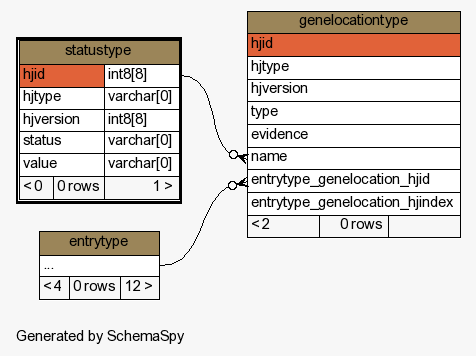 statustype
hjid int8[8]
hjtype varchar[0]
hjversion int8[8]
status varchar[0]
value varchar[0]
< 0 0 rows 1 >
genelocationtype
hjid
hjtype
hjversion
type
evidence
name
entrytype_genelocation_hjid
entrytype_genelocation_hjindex
< 2 0 rows
entrytype
...
< 4 0 rows 12 >
Generated by SchemaSpy